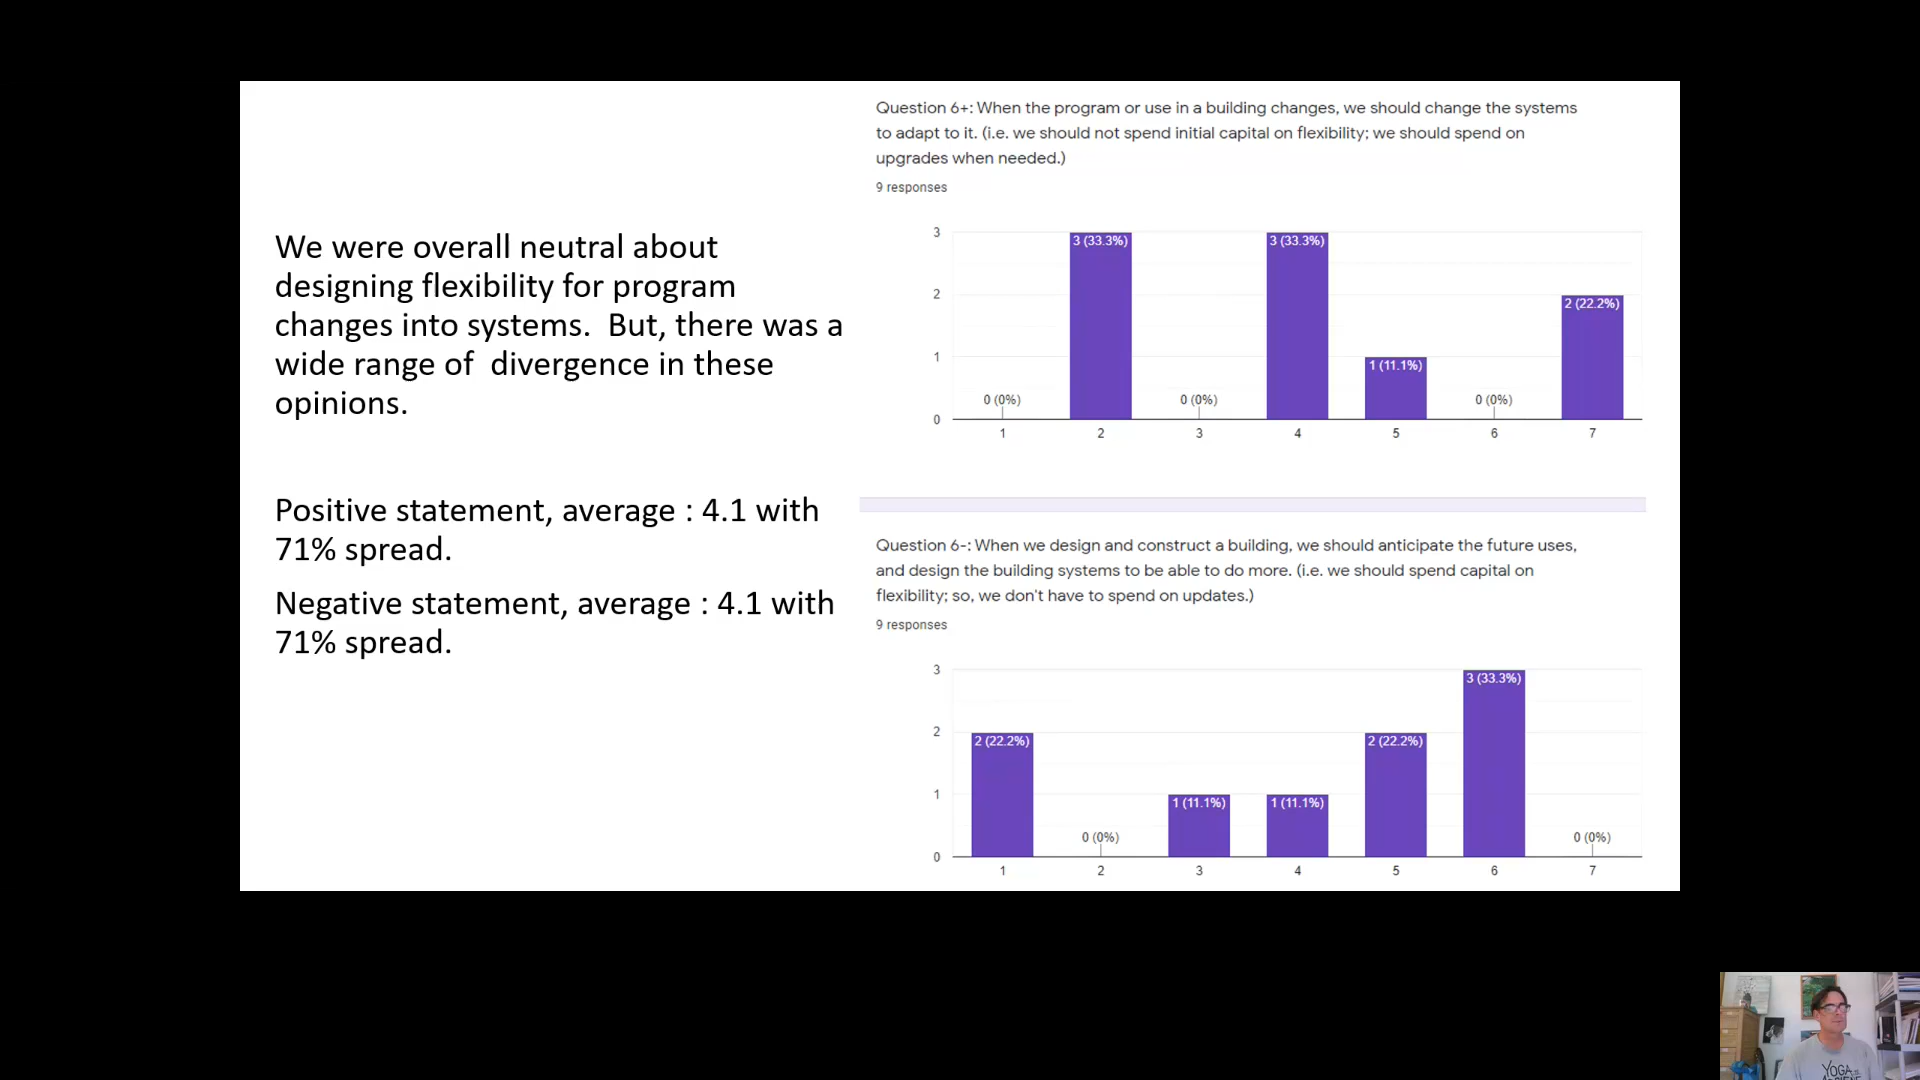 We were overall neutral about
designing flexibility for program
changes into systems.  But, there was a
wide range of  divergence in these
opinions.
Positive statement, average : 4.1 with
71% spread.
Negative statement, average : 4.1 with
71% spread.
Question 6+: When the program or use in a building changes, we should change the systems
to adapt to it. (i.e. we should not spend initial capital on flexibility; we should spend on
upgrades when needed.)
9 responses
3
2
1
0
0 (0%)
3 (33.3%)
0 (0%)
3 (33.3%)
1 (11.1%)
0 (0%)
2 (22.2%)
1 2 3 4 5 6 7
Question 6-: When we design and construct a building, we should anticipate the future uses,
and design the building systems to be able to do more. (i.e. we should spend capital on
flexibility; so, we don't have to spend on updates.)
9 responses
3
2
1
0
2 (22.2%)
0 (0%)
1 (11.1%)
1 (11.1%)
2 (22.2%)
3 (33.3%)
0 (0%)
1 2 3 4 5 6 7
YOGA